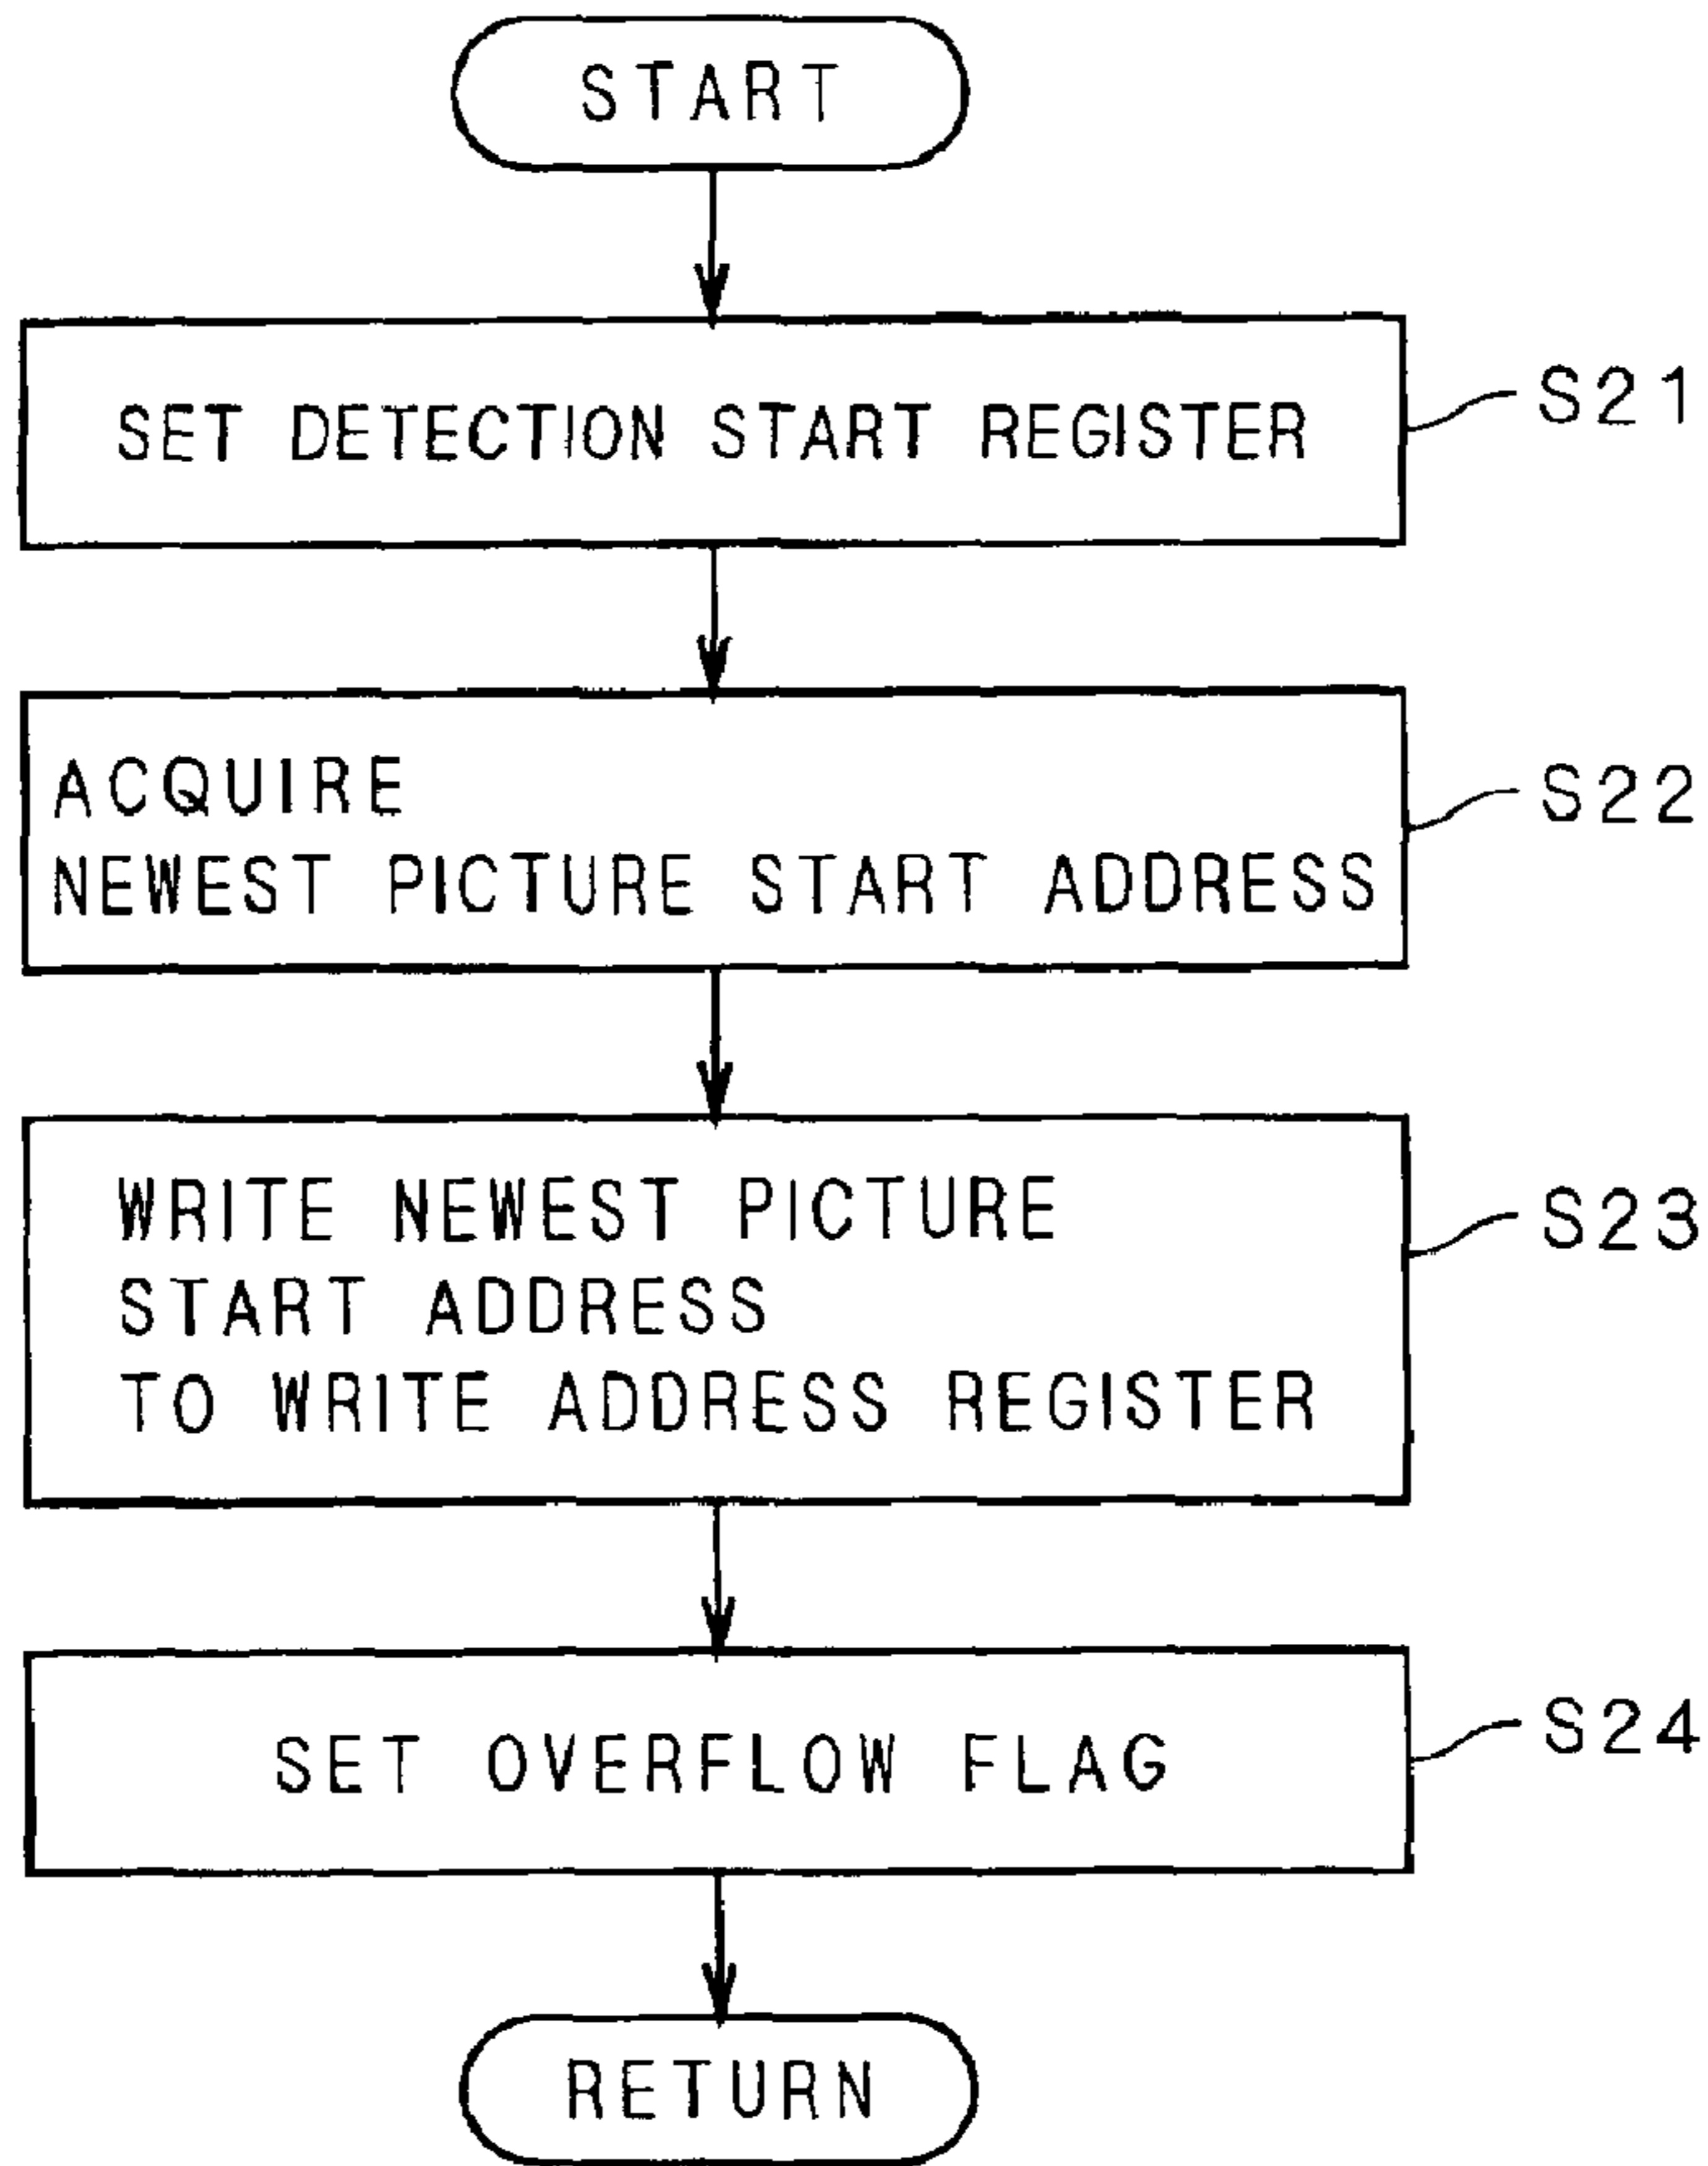 START
SET DETECTION START REGISTER
S21
ACQUIRE
NEWEST PICTURE START ADDRESS
S22
WRITE NEWEST PICTURE
START ADDRESS
TO WRITE ADDRESS REGISTER
S23
SET OVERFLOW FLAG
S24
RETURN